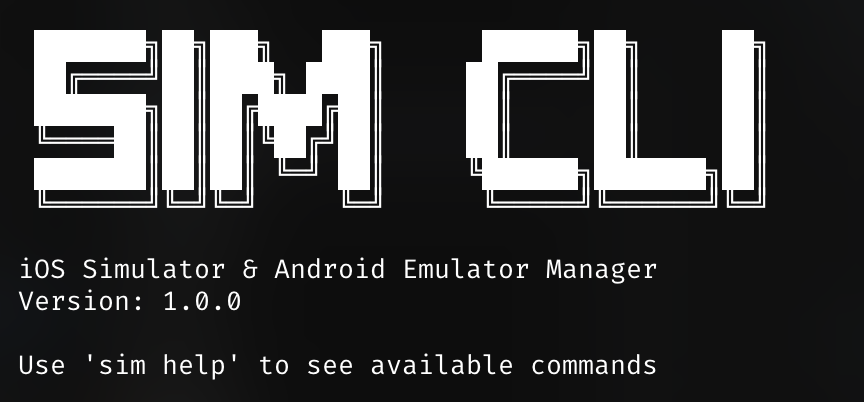 SIM CLI
iOS Simulator & Android Emulator Manager
Version: 1.0.0
Use 'sim help' to see available commands